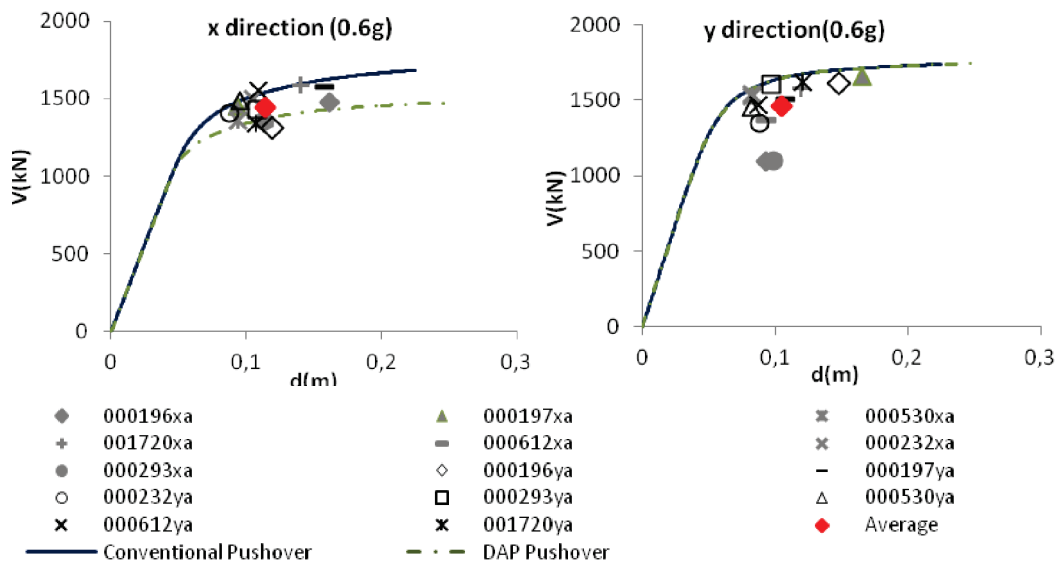 x direction (0.6g)
2000
1500
1000
500
0
V(kN)
0
0,1
0,2
0,3
d(m)
y direction(0.6g)
2000
1500
1000
500
0
V(kN)
0
0,1
0,2
0,3
d(m)
000196xa
000197xa
000530xa
001720xa
000612xa
000232xa
000293xa
000196ya
000197ya
000232ya
000293ya
000530ya
000612ya
001720ya
Average
Conventional Pushover
DAP Pushover